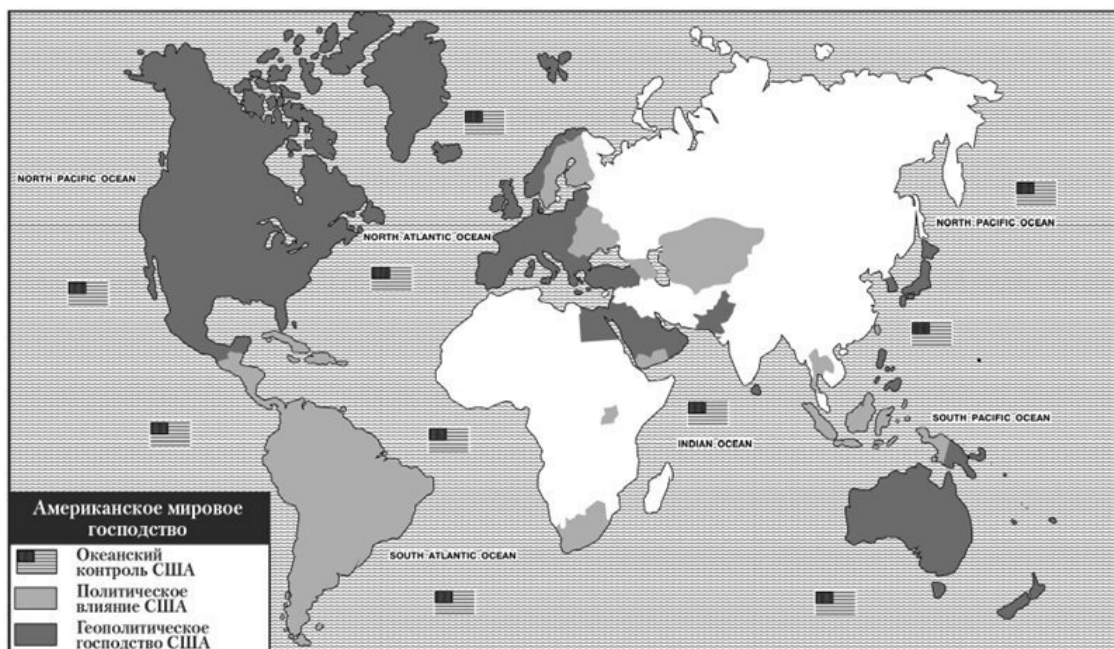 NORTH PACIFIC OCEAN
NORTH PACIFIC OCEAN
NORTH ATLANTIC OCEAN
SOUTH PACIFIC OCEAN
INDIAN OCEAN
SOUTH ATLANTIC OCEAN
Американское мировое
господство
Океанский
контроль США
Политическое
влияние США
Геополитическое
господство США